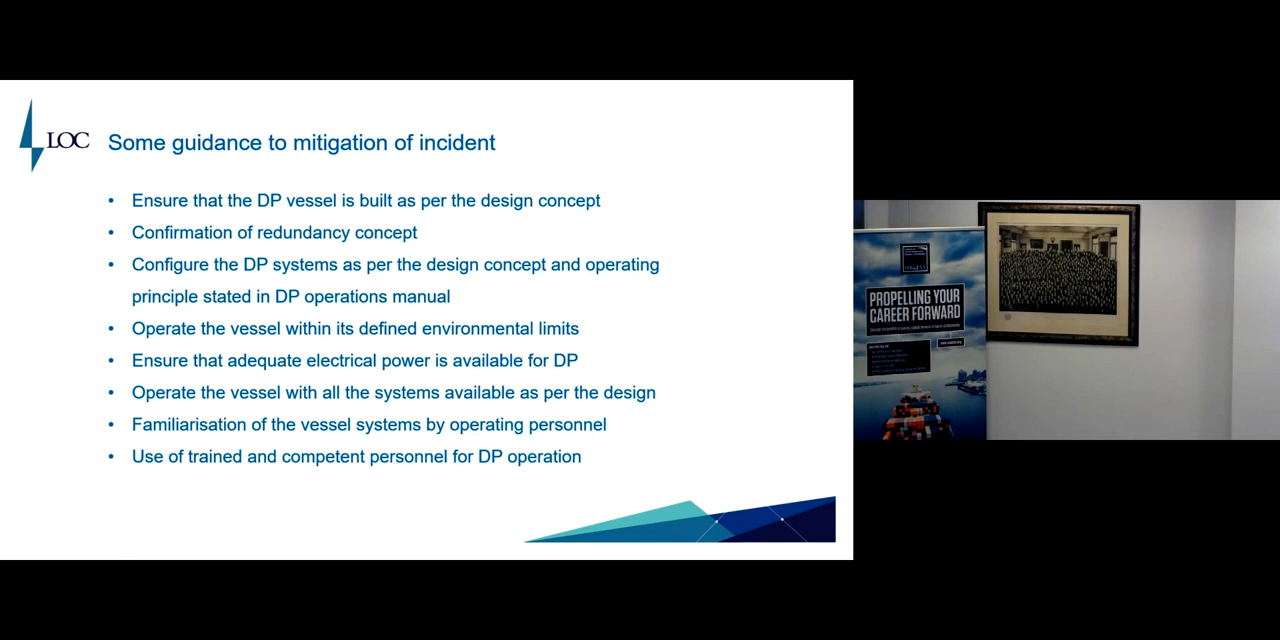 LOC
Some guidance to mitigation of incident
• Ensure that the DP vessel is built as per the design concept
• Confirmation of redundancy concept
• Configure the DP systems as per the design concept and operating
principle stated in DP operations manual
• Operate the vessel within its defined environmental limits
• Ensure that adequate electrical power is available for DP
• Operate the vessel with all the systems available as per the design
• Familiarisation of the vessel systems by operating personnel
• Use of trained and competent personnel for DP operation
PROPELLING YOUR
CAREER FORWARD